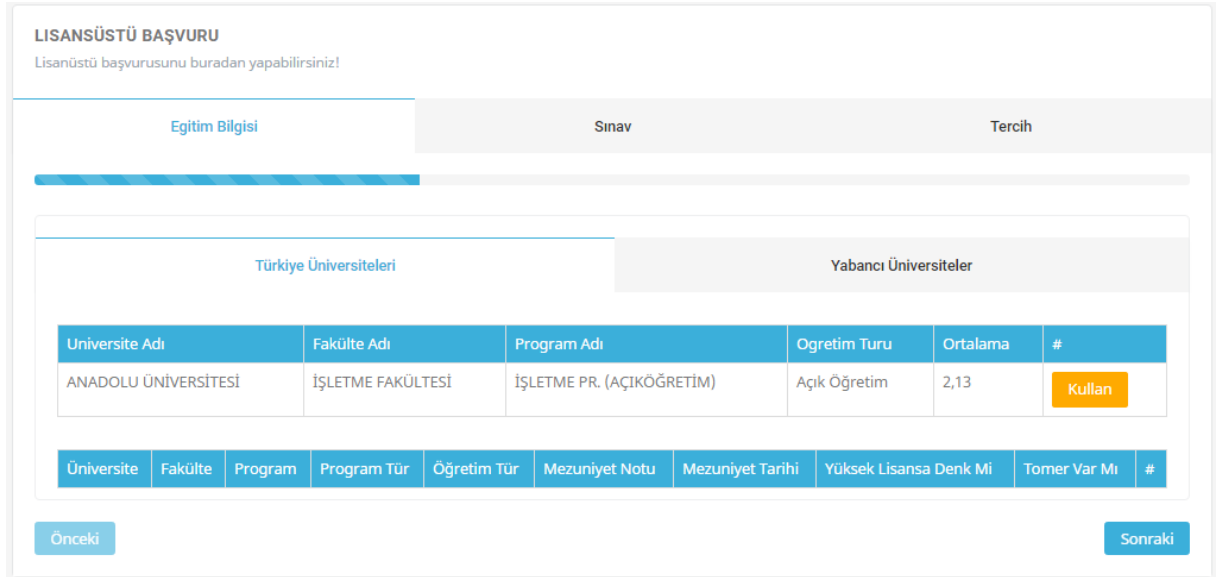 LISANSÜSTÜ BAŞVURU
Lisanüstü başvurusunu buradan yapabilirsiniz!
Egitim Bilgisi Sınav Tercih
Türkiye Üniversiteleri Yabancı Üniversiteler
Universite Adı Fakülte Adı Program Adı Ogretim Turu Ortalama #
ANADOLU ÜNİVERSİTESİ İŞLETME FAKÜLTESİ İŞLETME PR. (AÇIKÖĞRETİM) Açık Öğretim 2,13 Kullan
Üniversite Fakülte Program Program Tür Öğretim Tür Mezuniyet Notu Mezuniyet Tarihi Yüksek Lisansa Denk Mi Tomer Var Mı #
Önceki Sonraki